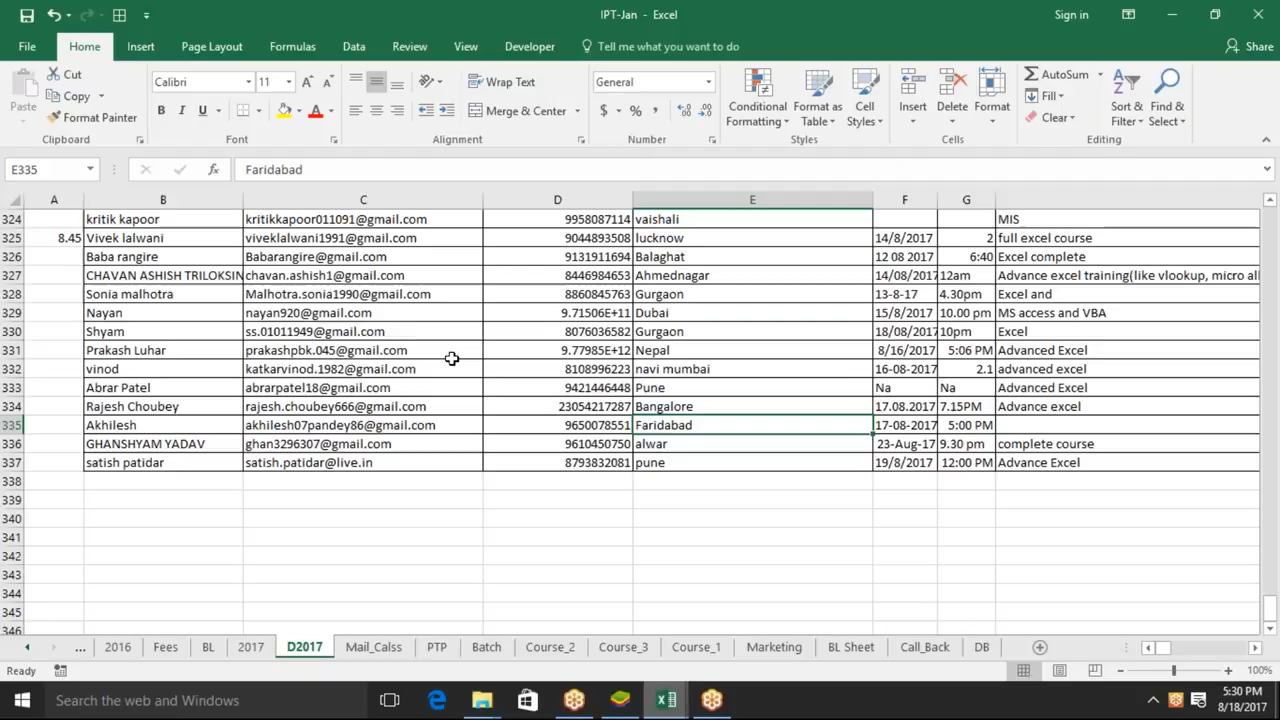 IPT-Jan - Excel
Sign in
File Home Insert Page Layout Formulas Data Review View Developer Tell me what you want to do Share
Paste Cut Copy Format Painter Clipboard
Calibri 11 B I U Font
Wrap Text Merge & Center Alignment
General $ % , Number
Conditional Formatting Format as Table Cell Styles Styles
Insert Delete Format Cells
AutoSum Fill Clear Sort & Filter Find & Select Editing
E335 fx Faridabad
A B C D E F G
324 kritik kapoor kritikkapoor011091@gmail.com 9958087114 vaishali MIS
325 8.45 Vivek lalwani viveklalwani1991@gmail.com 9044893508 lucknow 14/8/2017 2 full excel course
326 Baba rangire Babarangire@gmail.com 9131911694 Balaghat 12 08 2017 6:40 Excel complete
327 CHAVAN ASHISH TRILOKSIN chavan.ashish1@gmail.com 8446984653 Ahmednagar 14/08/2017 12am Advance excel training(like vlookup, micro all
328 Sonia malhotra Malhotra.sonia1990@gmail.com 8860845763 Gurgaon 13-8-17 4.30pm Excel and
329 Nayan nayan920@gmail.com 9.71506E+11 Dubai 15/8/2017 10.00 pm MS access and VBA
330 Shyam ss.01011949@gmail.com 8076036582 Gurgaon 18/08/2017 10pm Excel
331 Prakash Luhar prakashpbk.045@gmail.com 9.77985E+12 Nepal 8/16/2017 5:06 PM Advanced Excel
332 vinod katkarvinod.1982@gmail.com 8108996223 navi mumbai 16-08-2017 2.1 advanced excel
333 Abrar Patel abrarpatel18@gmail.com 9421446448 Pune Na Na Advanced Excel
334 Rajesh Choubey rajesh.choubey666@gmail.com 23054217287 Bangalore 17.08.2017 7.15PM Advance excel
335 Akhilesh akhilesh07pandey86@gmail.com 9650078551 Faridabad 17-08-2017 5:00 PM
336 GHANSHYAM YADAV ghan3296307@gmail.com 9610450750 alwar 23-Aug-17 9.30 pm complete course
337 satish patidar satish.patidar@live.in 8793832081 pune 19/8/2017 12:00 PM Advance Excel
338
339
340
341
342
343
344
345
346
... 2016 Fees BL 2017 D2017 Mail_Calss PTP Batch Course_2 Course_3 Course_1 Marketing BL Sheet Call_Back DB
Ready 100%
Search the web and Windows 5:30 PM
8/18/2017